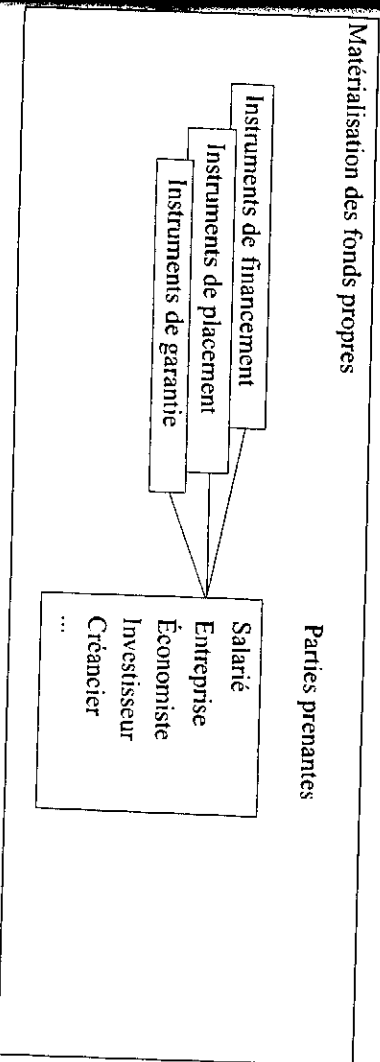 Matérialisation des fonds propres
Parties prenantes
Instruments de financement
Instruments de placement
Instruments de garantie
Salarié
Entreprise
Économiste
Investisseur
Créancier
...